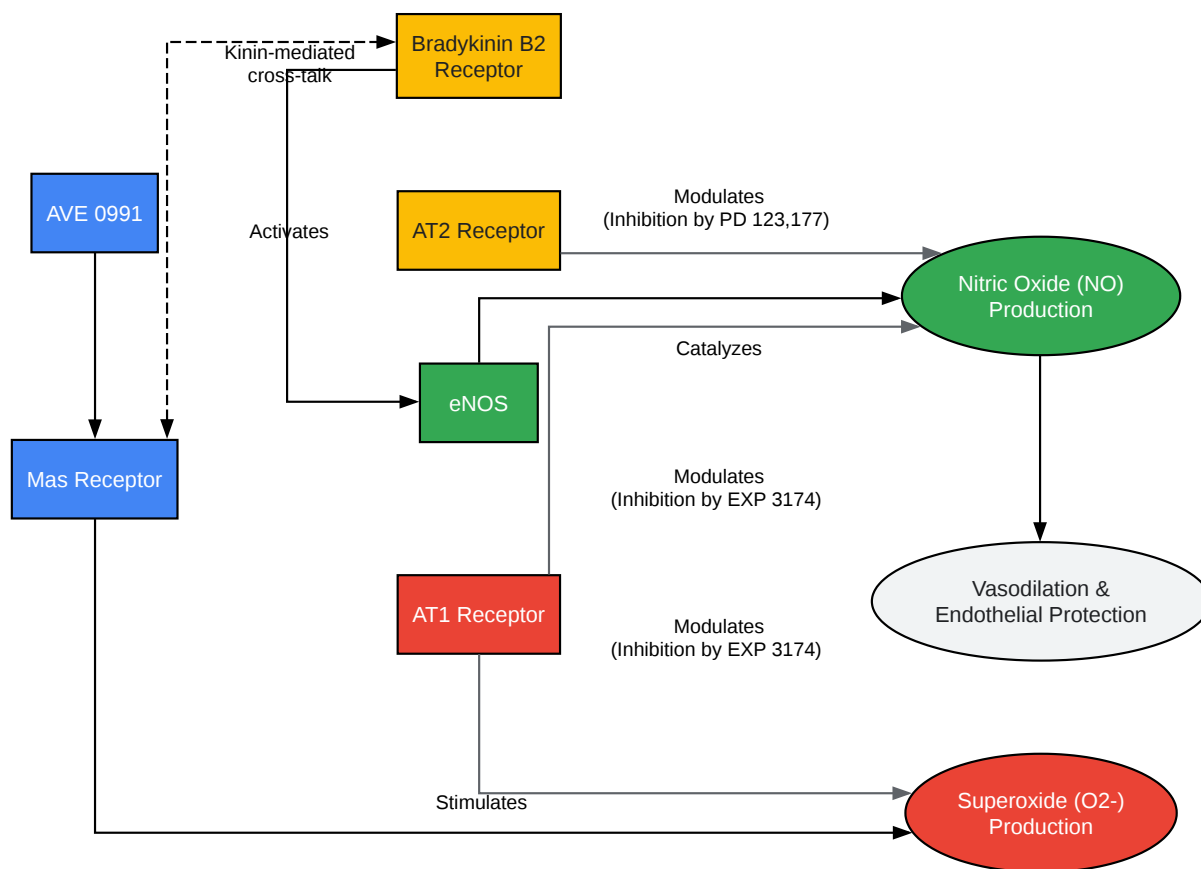 Bradykinin B2
Receptor
Kinin-mediated
cross-talk
AVE 0991
AT2 Receptor
Modulates
(Inhibition by PD 123,177)
Activates
Nitric Oxide (NO)
Production
Catalyzes
eNOS
Mas Receptor
Modulates
(Inhibition by EXP 3174)
AT1 Receptor
Vasodilation &
Endothelial Protection
Modulates
(Inhibition by EXP 3174)
Stimulates
Superoxide (O2-)
Production